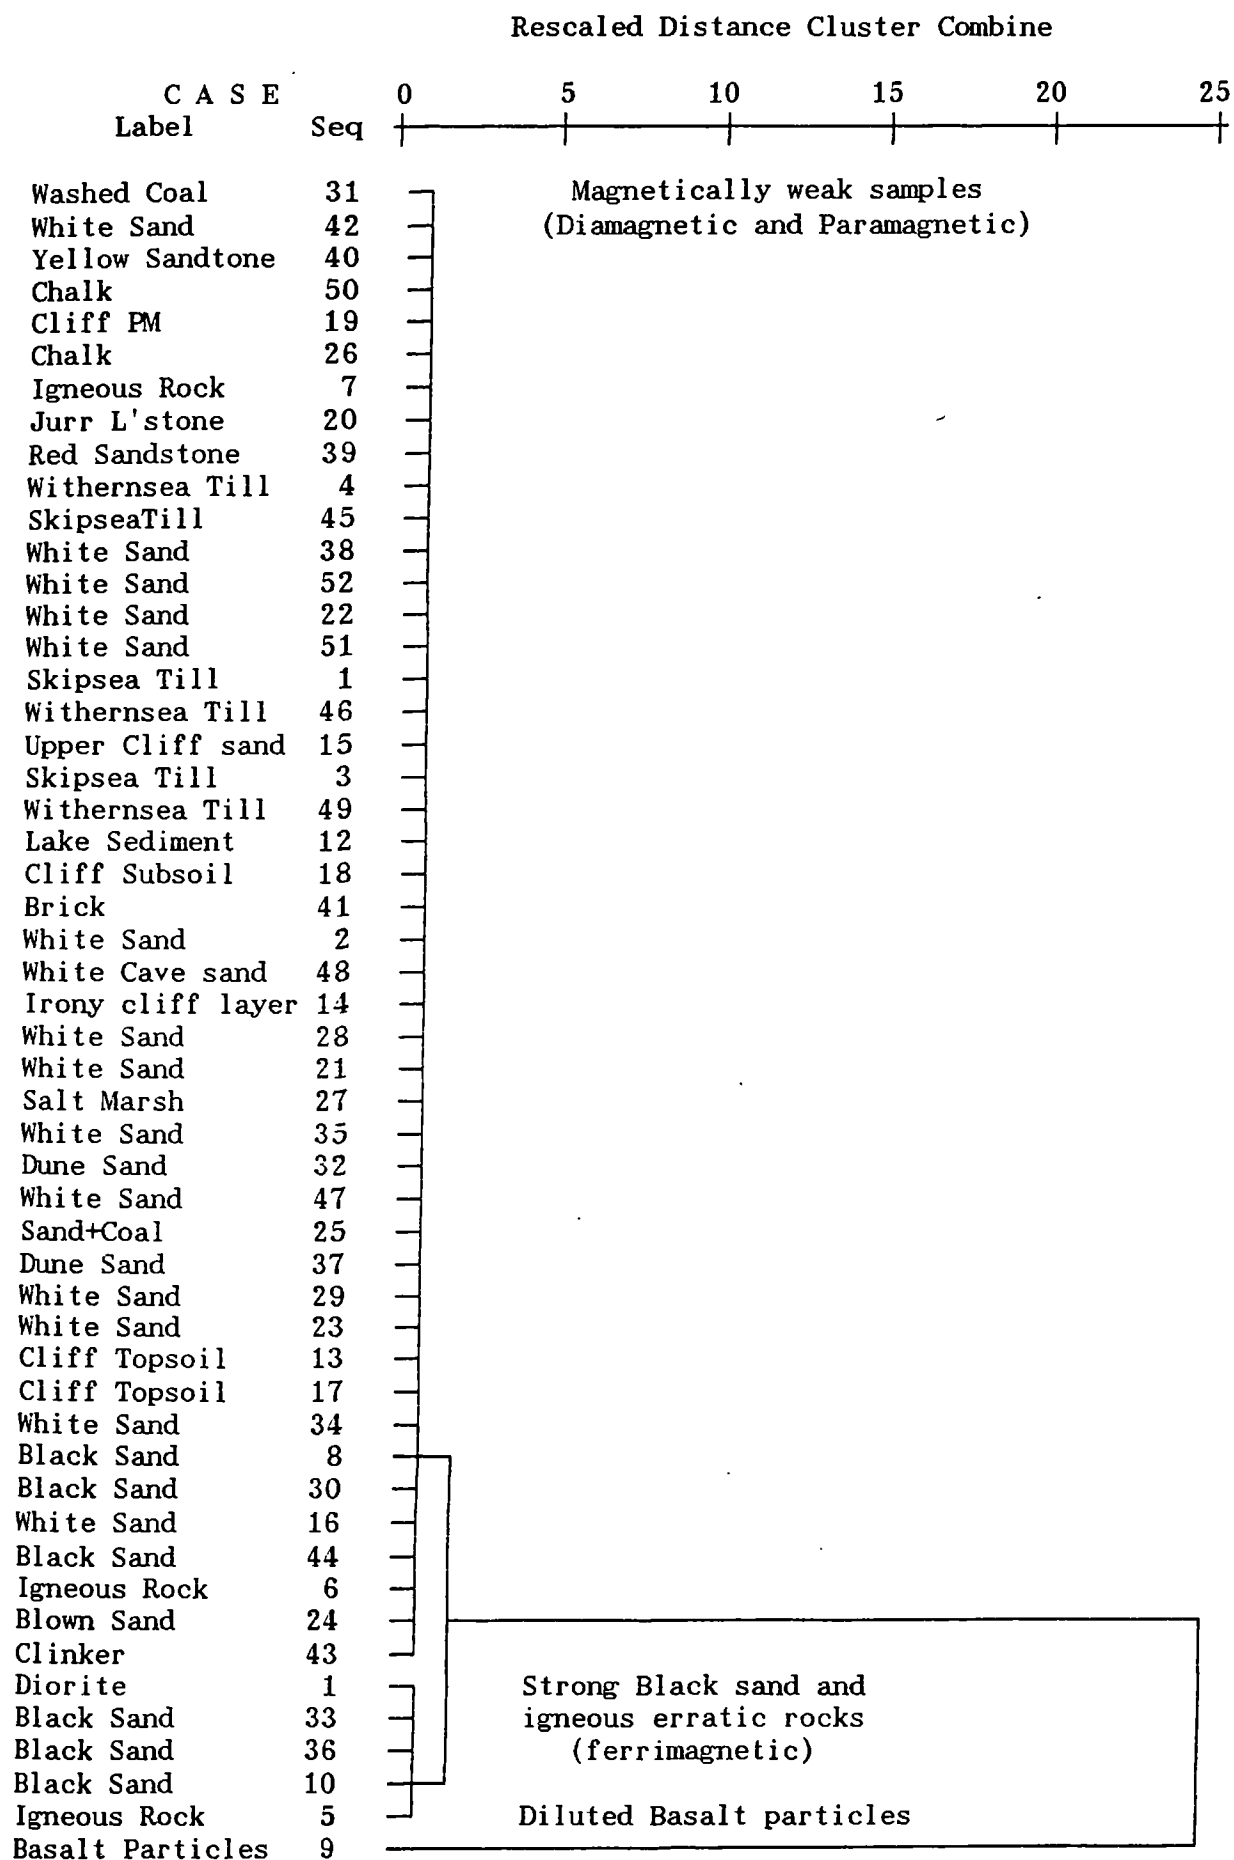 Rescaled Distance Cluster Combine
C A S E 0 5 10 15 20 25
Label Seq
Washed Coal 31 Magnetically weak samples
White Sand 42 (Diamagnetic and Paramagnetic)
Yellow Sandtone 40
Chalk 50
Cliff PM 19
Chalk 26
Igneous Rock 7
Jurr L'stone 20
Red Sandstone 39
Withernsea Till 4
SkipseaTill 45
White Sand 38
White Sand 52
White Sand 22
White Sand 51
Skipsea Till 1
Withernsea Till 46
Upper Cliff sand 15
Skipsea Till 3
Withernsea Till 49
Lake Sediment 12
Cliff Subsoil 18
Brick 41
White Sand 2
White Cave sand 48
Irony cliff layer 14
White Sand 28
White Sand 21
Salt Marsh 27
White Sand 35
Dune Sand 32
White Sand 47
Sand+Coal 25
Dune Sand 37
White Sand 29
White Sand 23
Cliff Topsoil 13
Cliff Topsoil 17
White Sand 34
Black Sand 8
Black Sand 30
White Sand 16
Black Sand 44
Igneous Rock 6
Blown Sand 24
Clinker 43
Diorite 1 Strong Black sand and
Black Sand 33 igneous erratic rocks
Black Sand 36 (ferrimagnetic)
Black Sand 10
Igneous Rock 5 Diluted Basalt particles
Basalt Particles 9